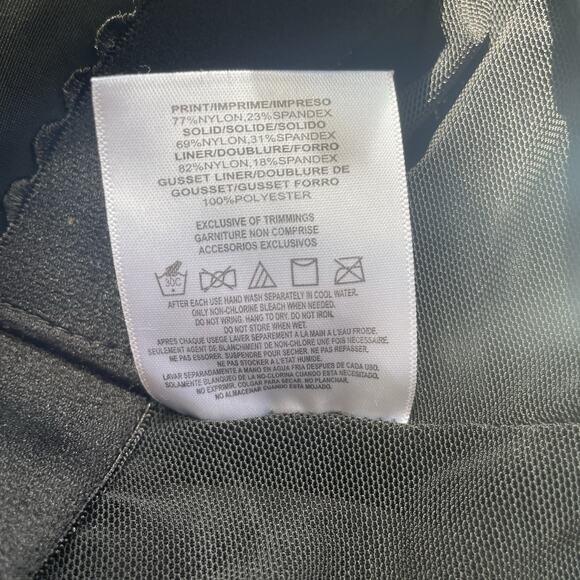 PRINT/IMPRIME/IMPRESO
77%NYLON,23%SPANDEX
SOLID/SOLIDE/SOLIDO
69%NYLON,31%SPANDEX
LINER/DOUBLURE/FORRO
82%NYLON,18%SPANDEX
GUSSET LINER/DOUBLURE DE
GOUSSET/GUSSET FORRO
100%POLYESTER
EXCLUSIVE OF TRIMMINGS
GARNITURE NON COMPRISE
ACCESORIOS EXCLUSIVOS
30C
AFTER EACH USE HAND WASH SEPARATELY IN COOL WATER.
ONLY NON-CHLORINE BLEACH WHEN NEEDED.
DO NOT WRING. HANG TO DRY. DO NOT IRON.
DO NOT STORE WHEN WET.
APRES CHAQUE USAGE LAVER SEPAREMENT A LA MAIN A L'EAU FROIDE.
SEULEMENT AGENT DE BLANCHIMENT DE NON-CLORE UNE FOIS NECESSAIRE.
NE PAS ESSORER. SUSPENDRE POUR SECHER. NE PAS REPASSER.
NE PAS STOCKER A L'ETAT HUMIDE.
LAVAR SEPARADAMENTE A MANO EN AGUA FRIA DESPUES DE CADA USO.
SOLAMENTE BLANQUEO DE LA NO-CLORINA CUANDO ESTA NECESITADO.
NO EXPRIMIR. COLGAR PARA SECAR. NO PLANCHAR.
NO ALMACENAR CUANDO ESTA MOJADO.